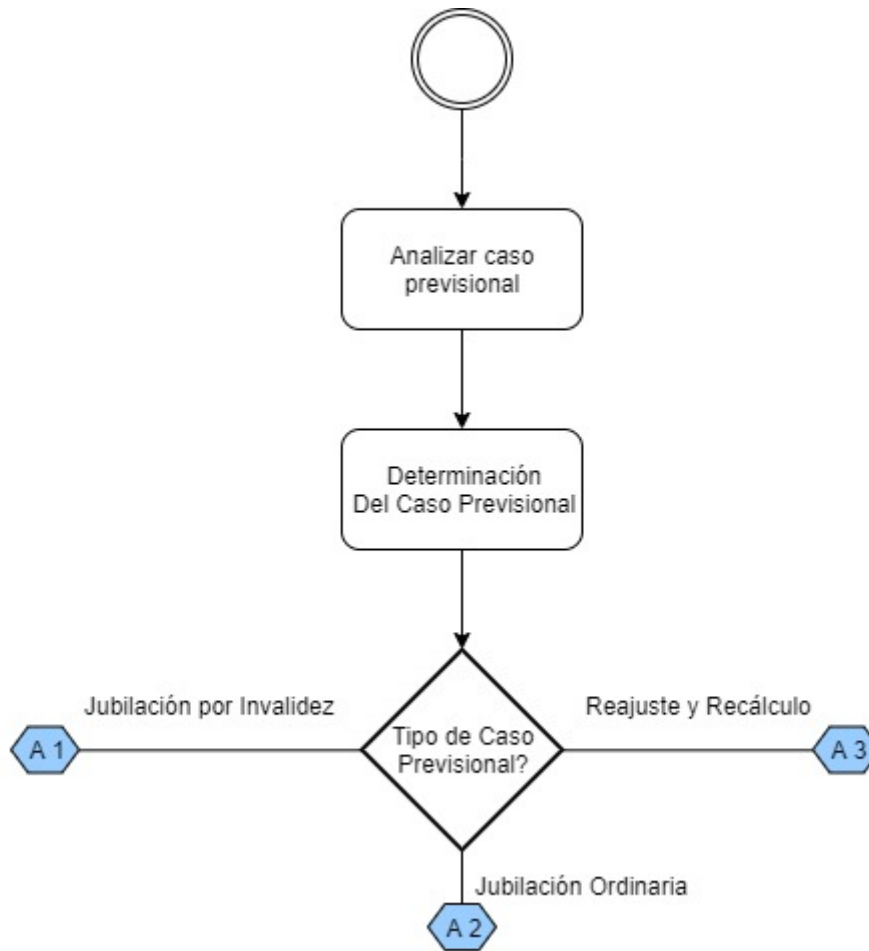 Analizar caso
previsional
Determinación
Del Caso Previsional
Jubilación por Invalidez
Reajuste y Recálculo
A 1
Tipo de Caso
Previsional?
A 3
Jubilación Ordinaria
A 2